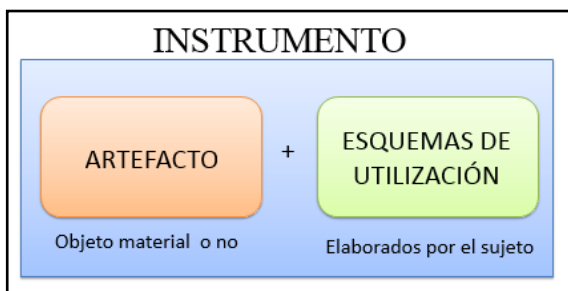 INSTRUMENTO
ARTEFACTO
+
ESQUEMAS DE
UTILIZACIÓN
Objeto material o no
Elaborados por el sujeto